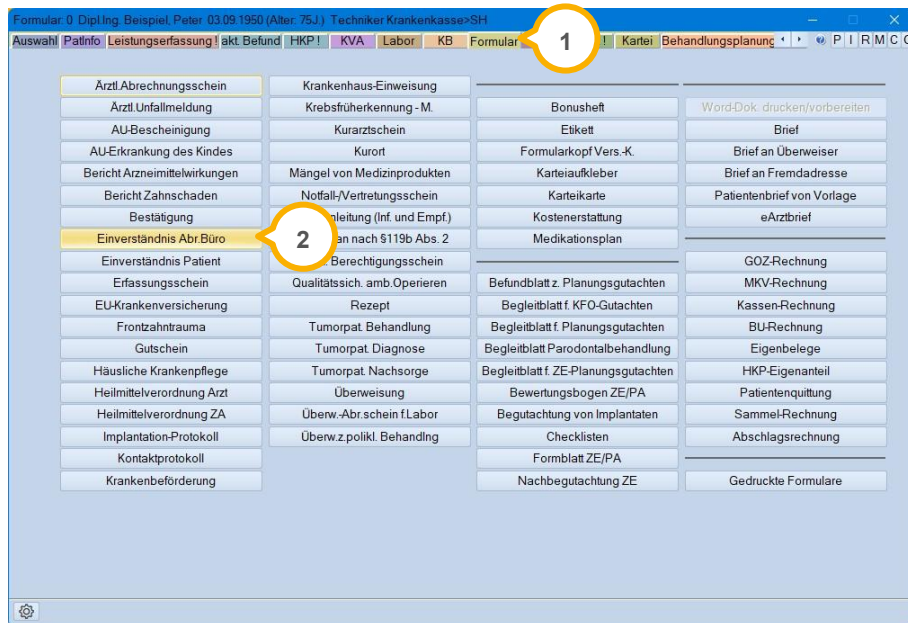 Formular: 0 Dipl.Ing. Beispiel, Peter 03.09.1950 (Alter: 75J.) Techniker Krankenkasse>SH
Auswahl PatInfo Leistungserfassung ! akt. Befund HKP ! KVA Labor KB Formular ! Kartei Behandlungsplanung P I R M C
1
Ärztl.Abrechnungsschein
Ärztl.Unfallmeldung
AU-Bescheinigung
AU-Erkrankung des Kindes
Bericht Arzneimittelwirkungen
Bericht Zahnschaden
Bestätigung
Einverständnis Abr.Büro
2
Einverständnis Patient
Erfassungsschein
EU-Krankenversicherung
Frontzahntrauma
Gutschein
Häusliche Krankenpflege
Heilmittelverordnung Arzt
Heilmittelverordnung ZA
Implantation-Protokoll
Kontaktprotokoll
Krankenbeförderung
Krankenhaus-Einweisung
Krebsfrüherkennung - M.
Kurarztschein
Kurort
Mängel von Medizinprodukten
Notfall-/Vertretungsschein
(Inf. und Empf.)
nach §119b Abs. 2
Berechtigungsschein
Qualitätssich. amb.Operieren
Rezept
Tumorpat. Behandlung
Tumorpat. Diagnose
Tumorpat. Nachsorge
Überweisung
Überw.-Abr.schein f.Labor
Überw.z.polikl. Behandlng
Bonusheft
Etikett
Formularkopf Vers.-K.
Karteiaufkleber
Karteikarte
Kostenerstattung
Medikationsplan
Befundblatt z. Planungsgutachten
Begleitblatt f. KFO-Gutachten
Begleitblatt f. Planungsgutachten
Begleitblatt Parodontalbehandlung
Begleitblatt f. ZE-Planungsgutachten
Bewertungsbogen ZE/PA
Begutachtung von Implantaten
Checklisten
Formblatt ZE/PA
Nachbegutachtung ZE
Word-Dok. drucken/vorbereiten
Brief
Brief an Überweiser
Brief an Fremdadresse
Patientenbrief von Vorlage
eArztbrief
GOZ-Rechnung
MKV-Rechnung
Kassen-Rechnung
BU-Rechnung
Eigenbelege
HKP-Eigenanteil
Patientenquittung
Sammel-Rechnung
Abschlagsrechnung
Gedruckte Formulare